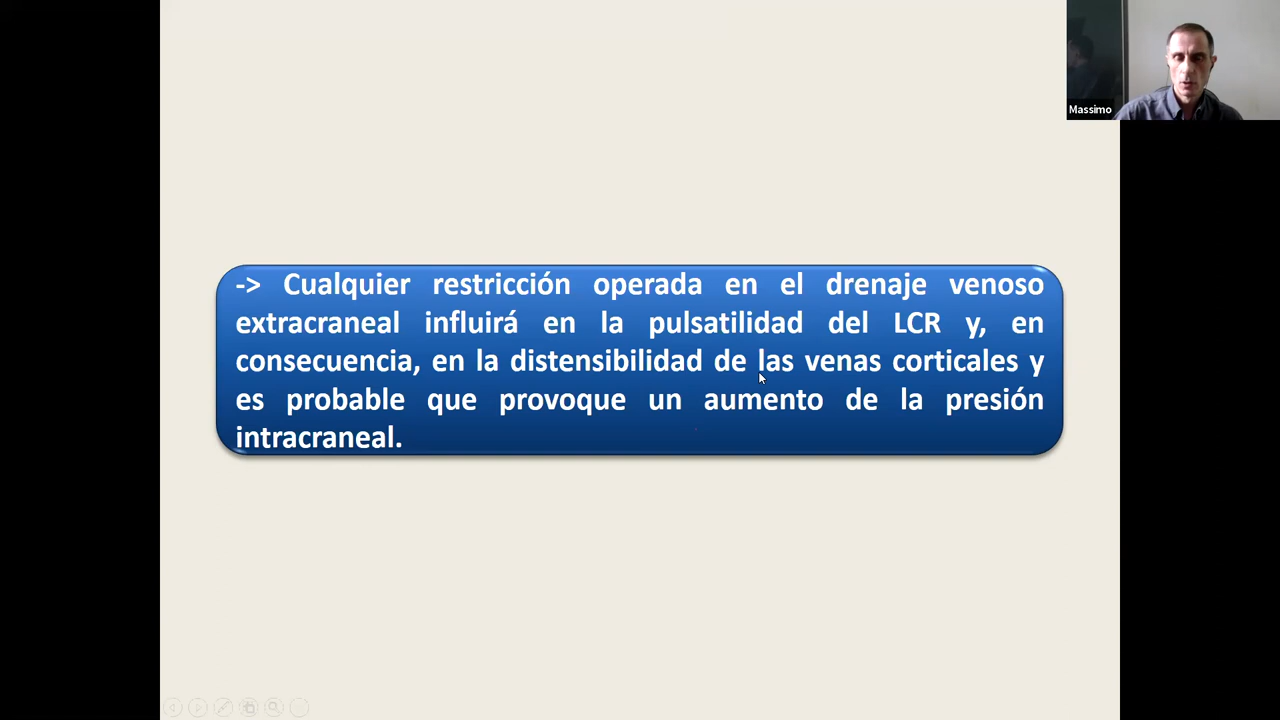 Massimo
-> Cualquier restricción operada en el drenaje venoso
extracraneal influirá en la pulsatilidad del LCR y, en
consecuencia, en la distensibilidad de las venas corticales y
es probable que provoque un aumento de la presión
intracraneal.